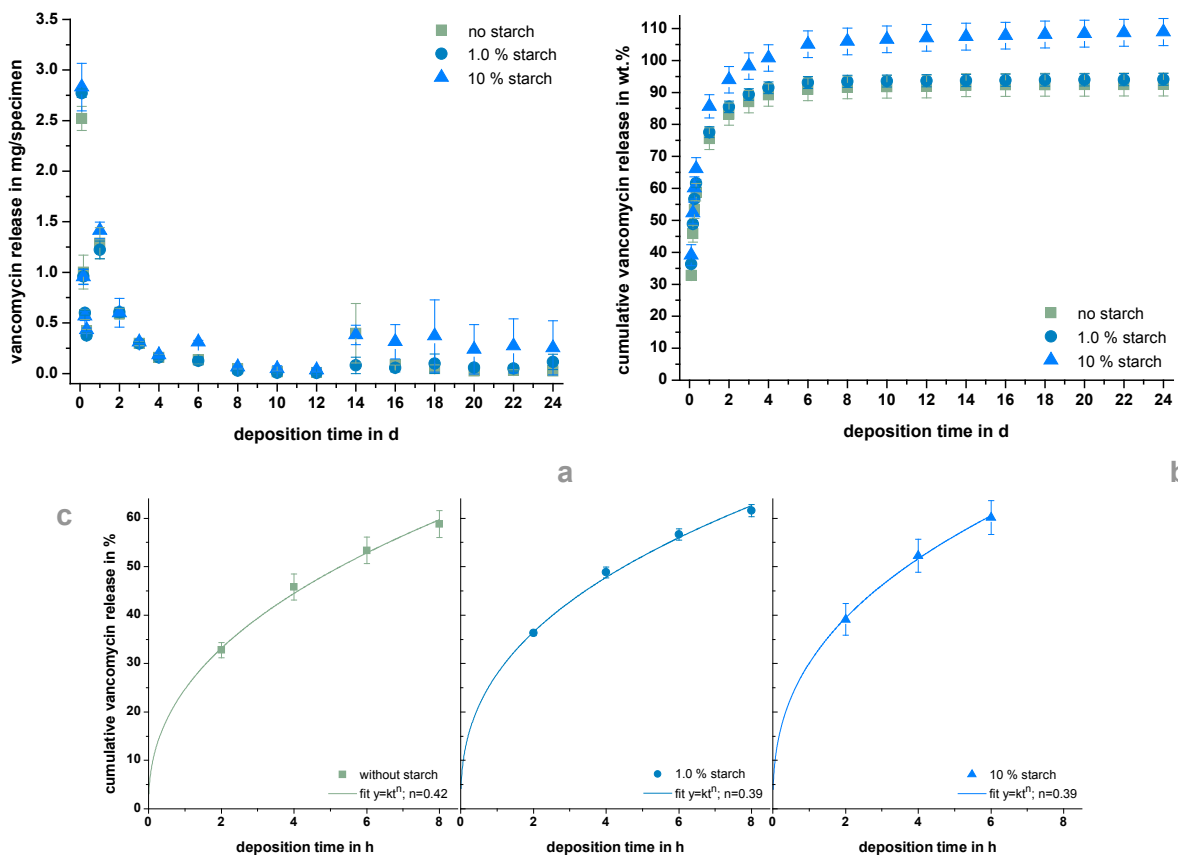 3.5
3.0
2.5
2.0
1.5
1.0
0.5
0.0
vancomycin release in mg/specimen
no starch
1.0 % starch
10 % starch
0 2 4 6 8 10 12 14 16 18 20 22 24
deposition time in d
110
100
90
80
70
60
50
40
30
20
10
0
cumulative vancomycin release in wt.%
no starch
1.0 % starch
10 % starch
0 2 4 6 8 10 12 14 16 18 20 22 24
deposition time in d
a
b
c
60
50
40
30
20
10
0
cumulative vancomycin release in %
without starch
fit y=ktⁿ; n=0.42
0 2 4 6 8
deposition time in h
1.0 % starch
fit y=ktⁿ; n=0.39
0 2 4 6 8
deposition time in h
10 % starch
fit y=ktⁿ; n=0.39
0 2 4 6 8
deposition time in h